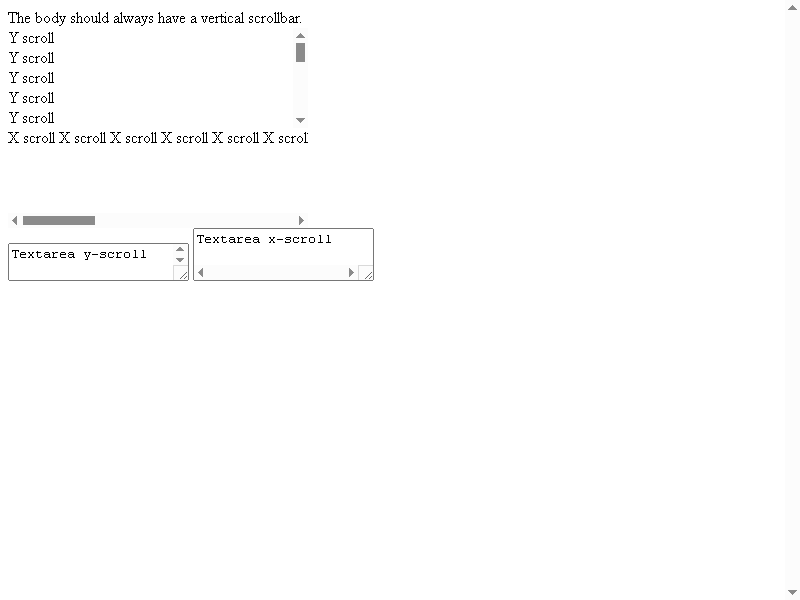 The body should always have a vertical scrollbar.
Y scroll
Y scroll
Y scroll
Y scroll
Y scroll
X scroll X scroll X scroll X scroll X scroll X scrol
Textarea y-scroll
Textarea x-scroll